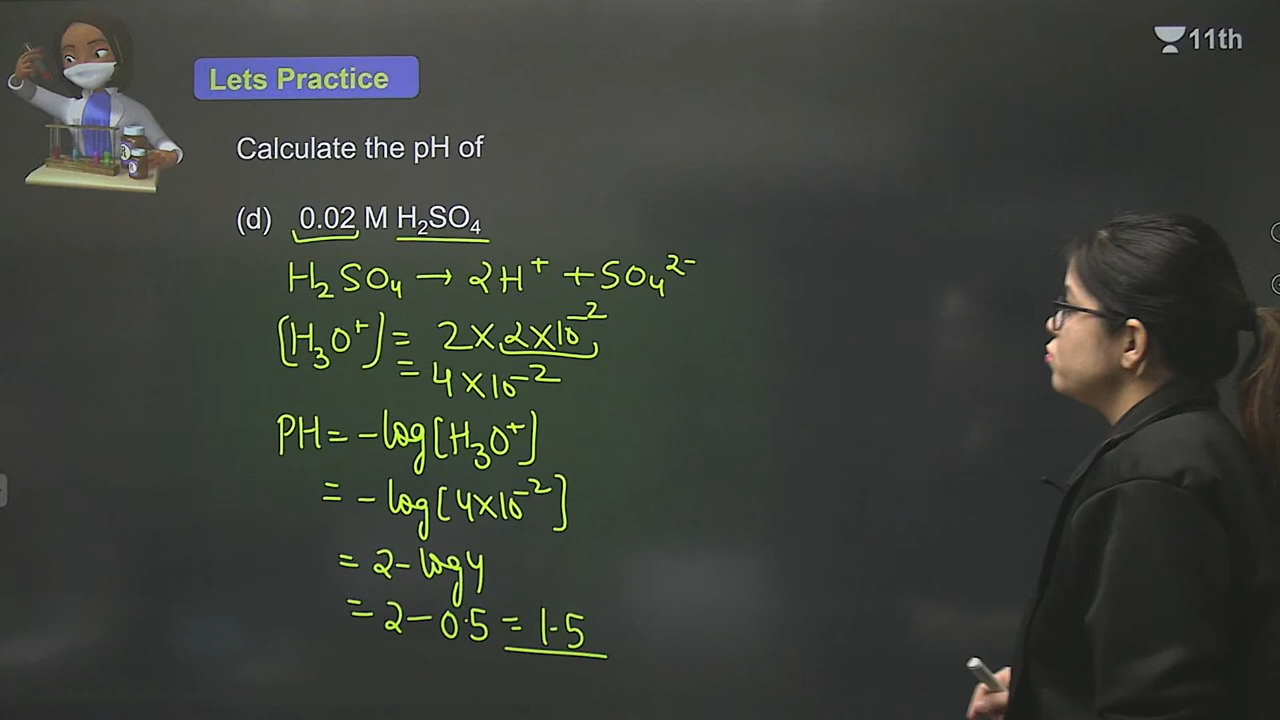 11th
Lets Practice
Calculate the pH of
(d) 0.02 M H₂SO₄
H₂SO₄ → 2H⁺ + SO₄²⁻
[H₃O⁺] = 2 × 2×10⁻²
= 4×10⁻²
PH = -log[H₃O⁺]
= -log[4×10⁻²]
= 2 - log4
= 2 - 0.5 = 1.5